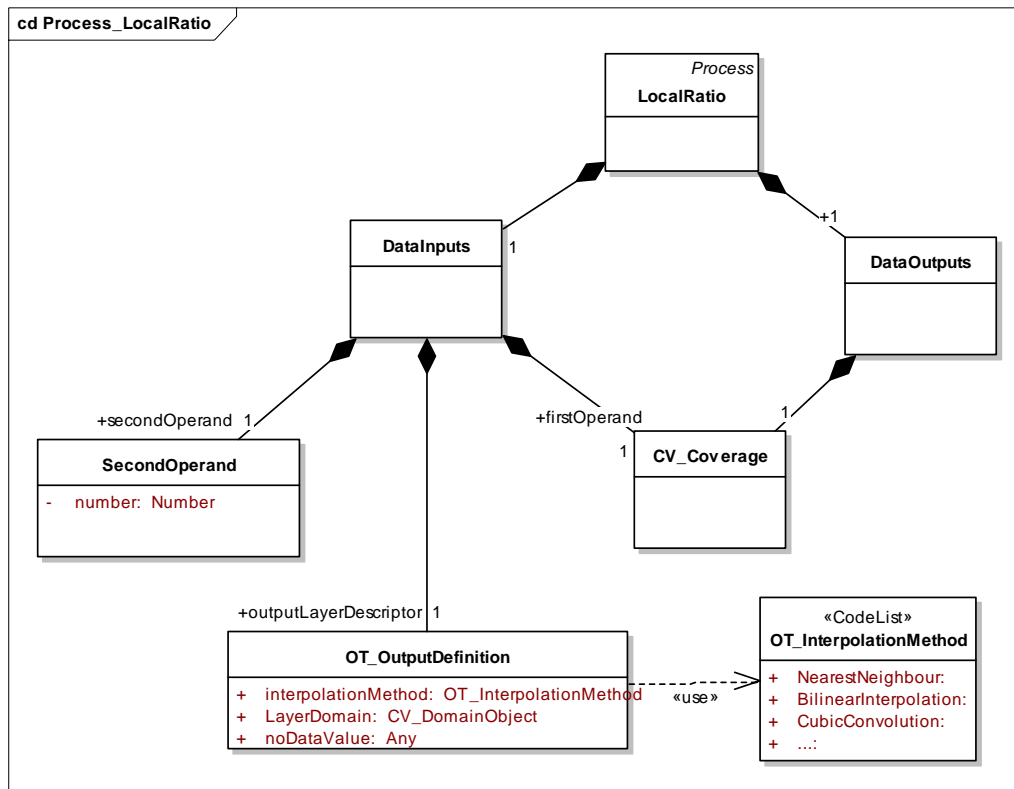 cd Process_LocalRatio
Process
LocalRatio
DataInputs
1
+1
DataOutputs
+secondOperand 1
+firstOperand
1
1
SecondOperand
- number: Number
CV_Coverage
+outputLayerDescriptor 1
OT_OutputDefinition
+ interpolationMethod: OT_InterpolationMethod
+ LayerDomain: CV_DomainObject
+ noDataValue: Any
«use»
«CodeList»
OT_InterpolationMethod
+ NearestNeighbour:
+ BilinearInterpolation:
+ CubicConvolution:
+ ...: